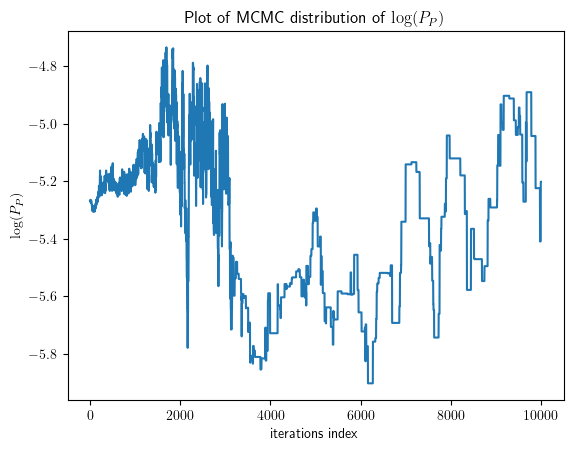 Plot of MCMC distribution of log(P_P)
log(P_P)
−4.8
−5.0
−5.2
−5.4
−5.6
−5.8
0 2000 4000 6000 8000 10000
iterations index